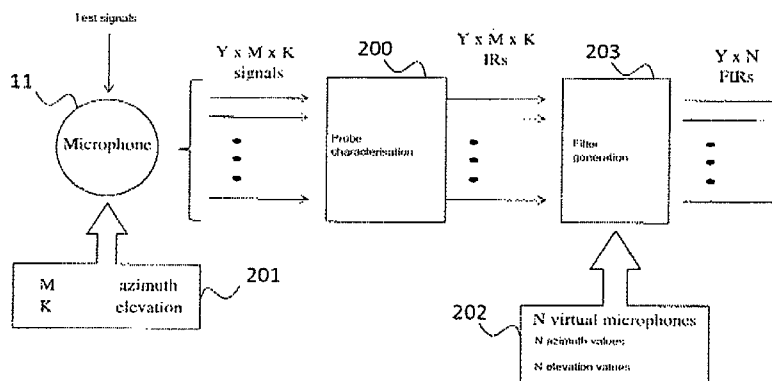 Test signals
11
Microphone
Y x M x K
signals
200
Probe
characterisation
Y x M x K
IRs
203
Filter
generation
Y x N
FIRs
M azimuth
K elevation
201
202
N virtual microphones
N azimuth values
N elevation values